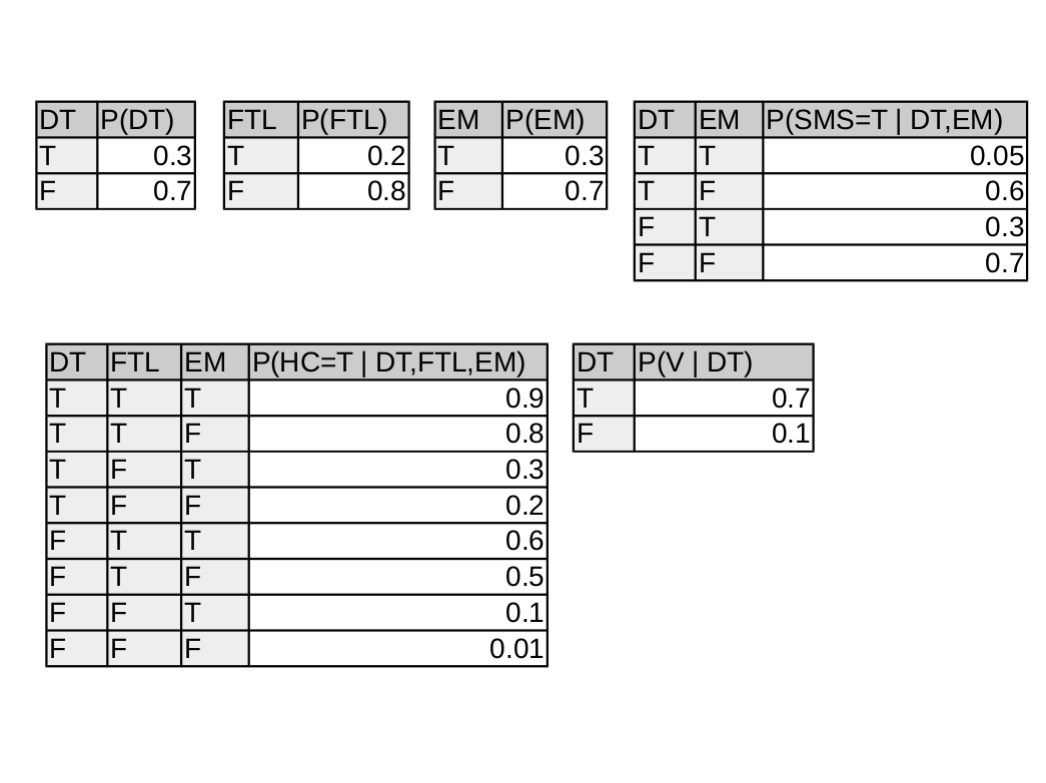 DT P(DT)
T 0.3
F 0.7
FTL P(FTL)
T 0.2
F 0.8
EM P(EM)
T 0.3
F 0.7
DT EM P(SMS=T | DT,EM)
T T 0.05
T F 0.6
F T 0.3
F F 0.7
DT FTL EM P(HC=T | DT,FTL,EM)
T T T 0.9
T T F 0.8
T F T 0.3
T F F 0.2
F T T 0.6
F T F 0.5
F F T 0.1
F F F 0.01
DT P(V | DT)
T 0.7
F 0.1